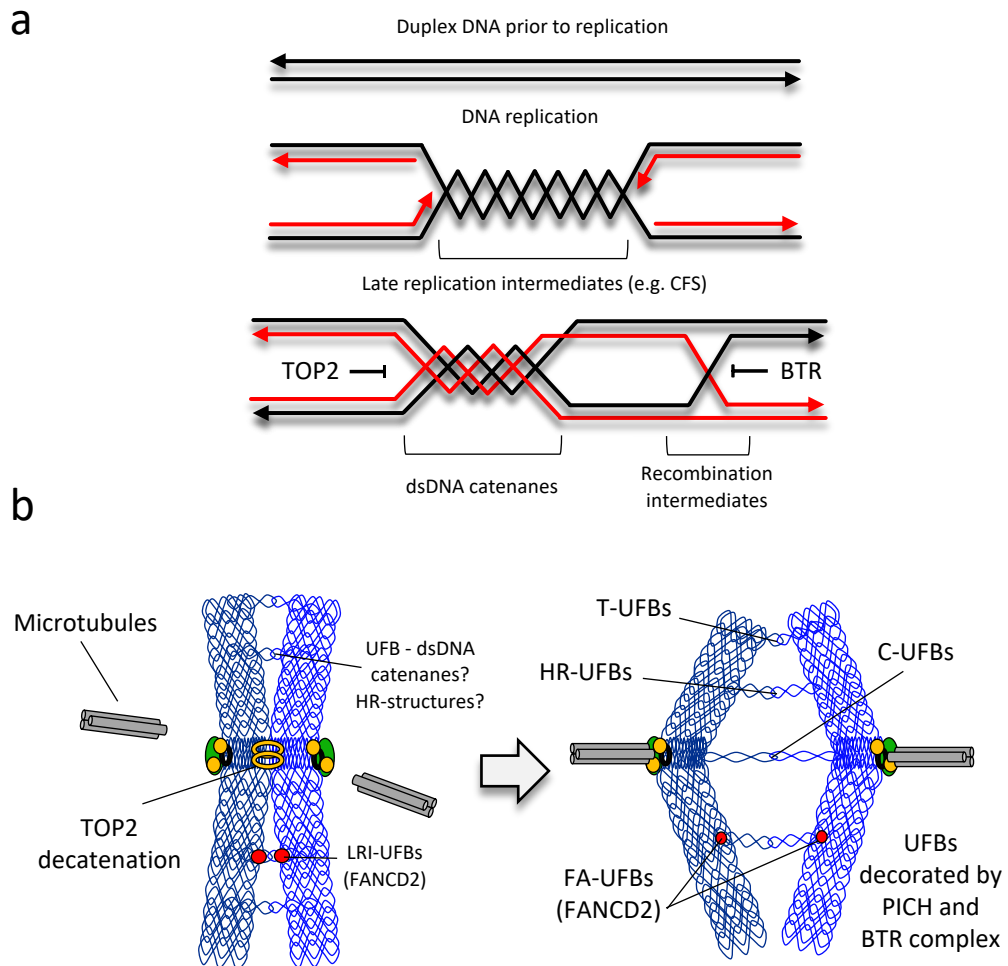 a
Duplex DNA prior to replication
DNA replication
Late replication intermediates (e.g. CFS)
TOP2
BTR
dsDNA catenanes
Recombination
intermediates
b
Microtubules
UFB - dsDNA
catenanes?
HR-structures?
TOP2
decatenation
LRI-UFBs
(FANCD2)
T-UFBs
HR-UFBs
C-UFBs
FA-UFBs
(FANCD2)
UFBs
decorated by
PICH and
BTR complex